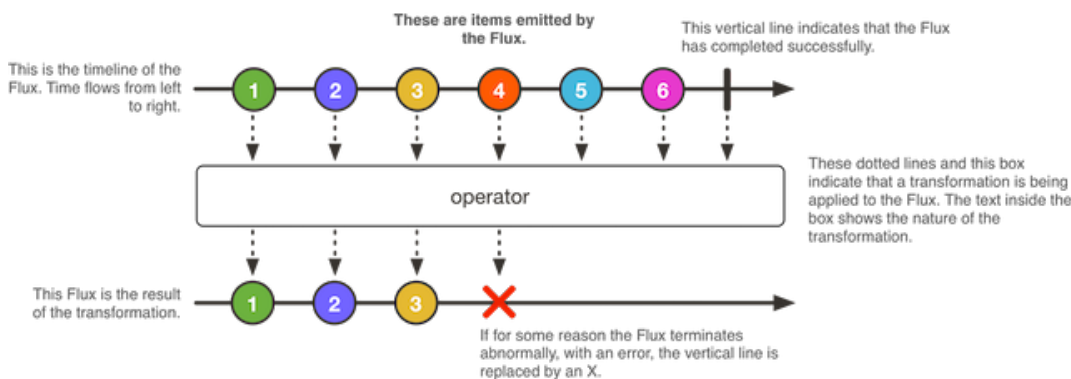 These are items emitted by
the Flux.
This vertical line indicates that the Flux
has completed successfully.
This is the timeline of the
Flux. Time flows from left
to right.
1 2 3 4 5 6
These dotted lines and this box
indicate that a transformation is being
applied to the Flux. The text inside the
box shows the nature of the
transformation.
operator
This Flux is the result
of the transformation.
1 2 3
If for some reason the Flux terminates
abnormally, with an error, the vertical line is
replaced by an X.